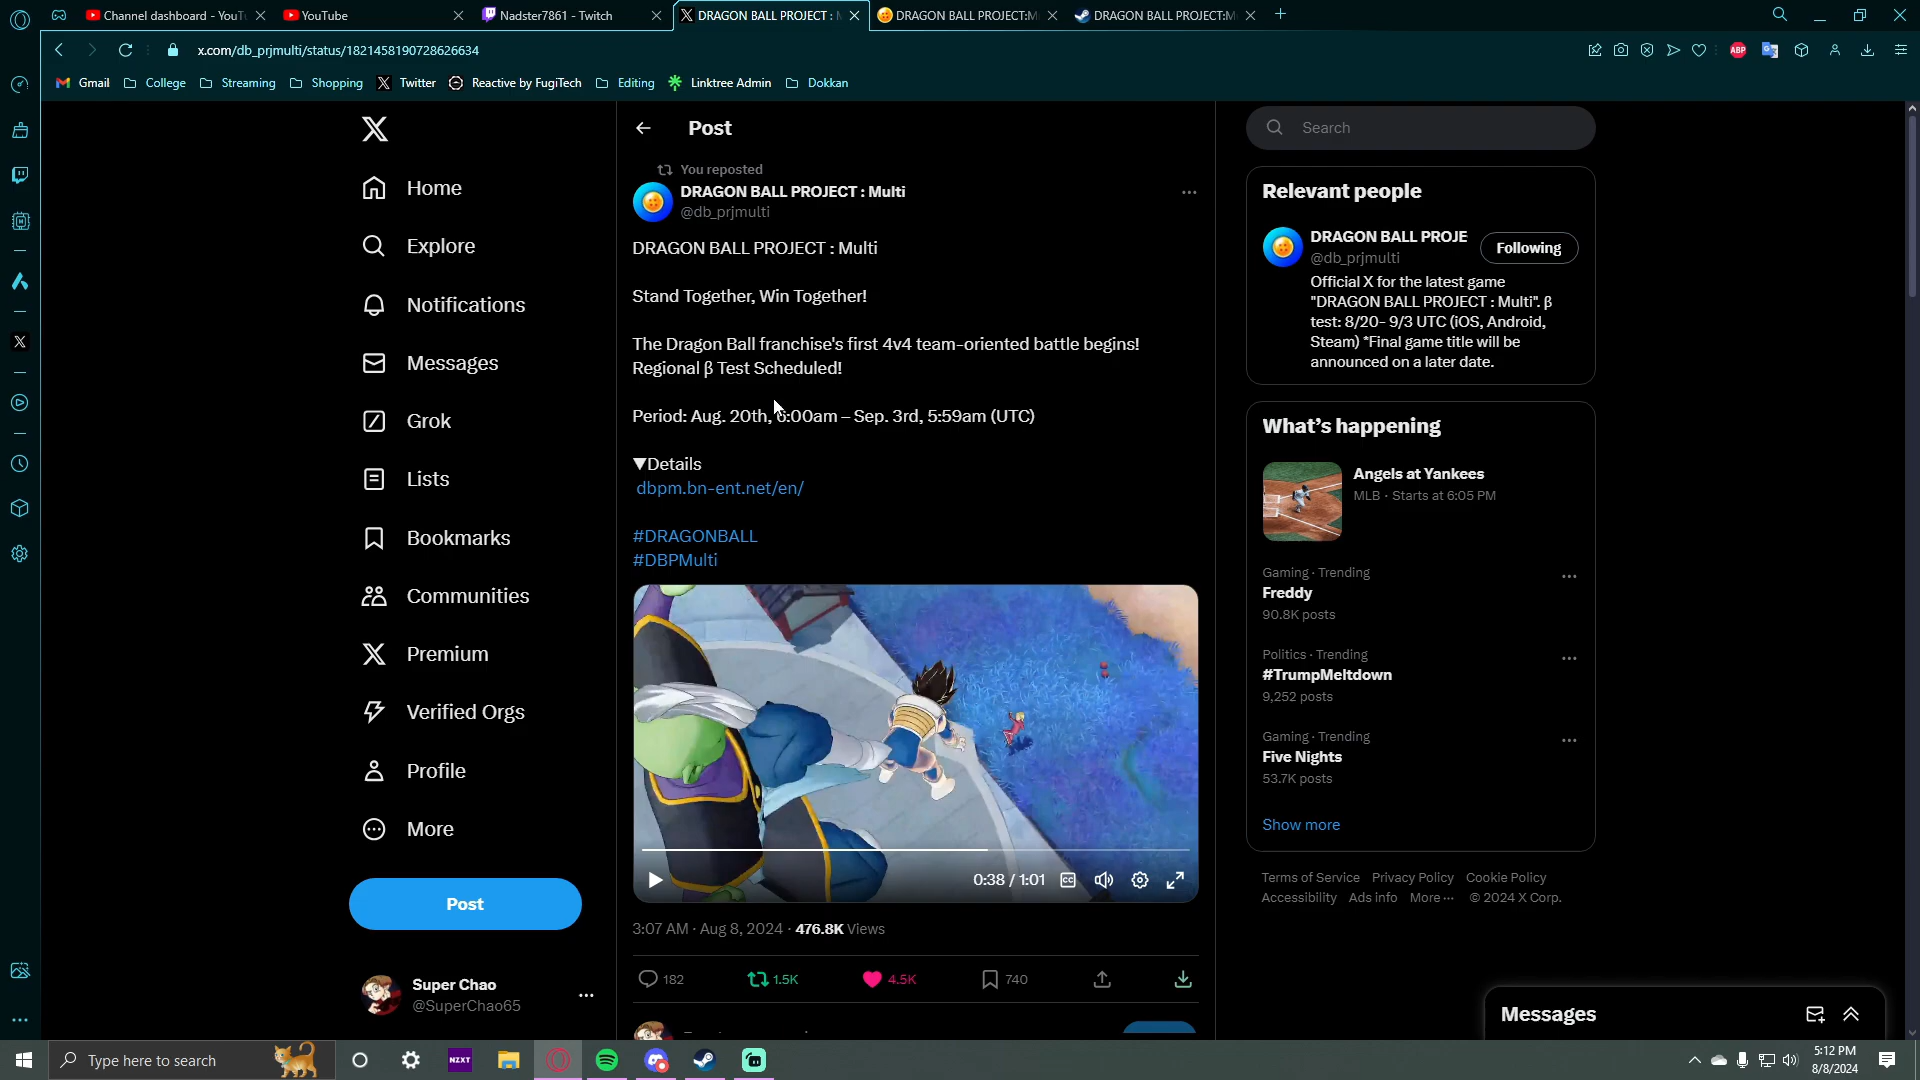 Channel dashboard - YouT
YouTube
Nadster7861 - Twitch
DRAGON BALL PROJECT : M
DRAGON BALL PROJECT:M
DRAGON BALL PROJECT:M
x.com/db_prjmulti/status/1821458190728626634
ABP
Gmail
College
Streaming
Shopping
Twitter
Reactive by FugiTech
Editing
Linktree Admin
Dokkan
Home
Explore
Notifications
Messages
Grok
Lists
Bookmarks
Communities
Premium
Verified Orgs
Profile
More
Post
Super Chao
@SuperChao65
Post
You reposted
DRAGON BALL PROJECT : Multi
@db_prjmulti
DRAGON BALL PROJECT : Multi
Stand Together, Win Together!
The Dragon Ball franchise's first 4v4 team-oriented battle begins!
Regional β Test Scheduled!
Period: Aug. 20th, 6:00am – Sep. 3rd, 5:59am (UTC)
▼Details
dbpm.bn-ent.net/en/
#DRAGONBALL
#DBPMulti
0:38 / 1:01
CC
3:07 AM · Aug 8, 2024 · 476.8K Views
182
1.5K
4.5K
740
Search
Relevant people
DRAGON BALL PROJE
@db_prjmulti
Following
Official X for the latest game
"DRAGON BALL PROJECT : Multi". β
test: 8/20- 9/3 UTC (iOS, Android,
Steam) *Final game title will be
announced on a later date.
What's happening
Angels at Yankees
MLB · Starts at 6:05 PM
Gaming · Trending
Freddy
90.8K posts
Politics · Trending
#TrumpMeltdown
9,252 posts
Gaming · Trending
Five Nights
53.7K posts
Show more
Terms of Service Privacy Policy Cookie Policy
Accessibility Ads info More ··· © 2024 X Corp.
Messages
Type here to search
NZXT
5:12 PM
8/8/2024